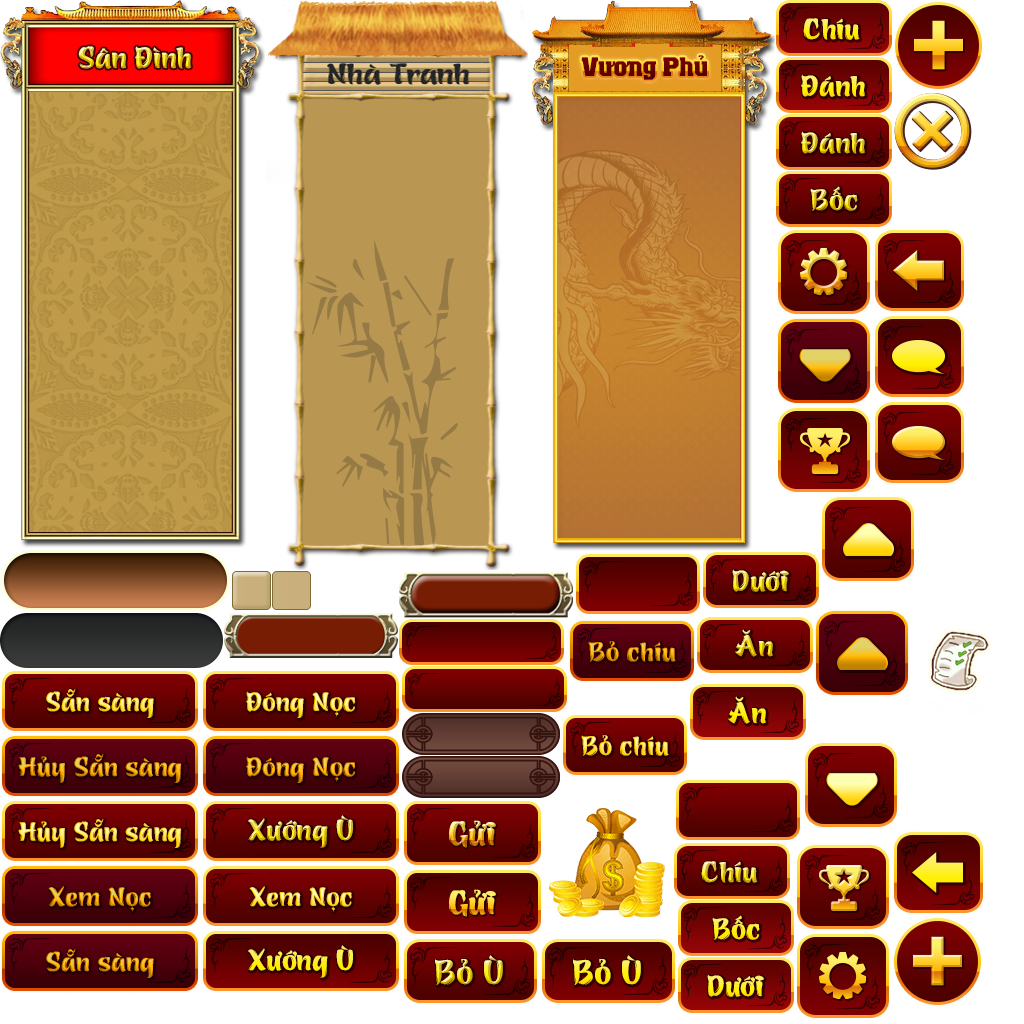 Sân Đình
Nhà Tranh
Vương Phủ
Chíu
Đánh
Đánh
Bốc
Dưới
Bỏ chíu
Ăn
Sẵn sàng
Đóng Nọc
Ăn
Bỏ chíu
Hủy Sẵn sàng
Đóng Nọc
Hủy Sẵn sàng
Xướng Ù
Gửi
Chíu
Xem Nọc
Xem Nọc
Gửi
Bốc
Sẵn sàng
Xướng Ù
Bỏ Ù
Bỏ Ù
Dưới
$